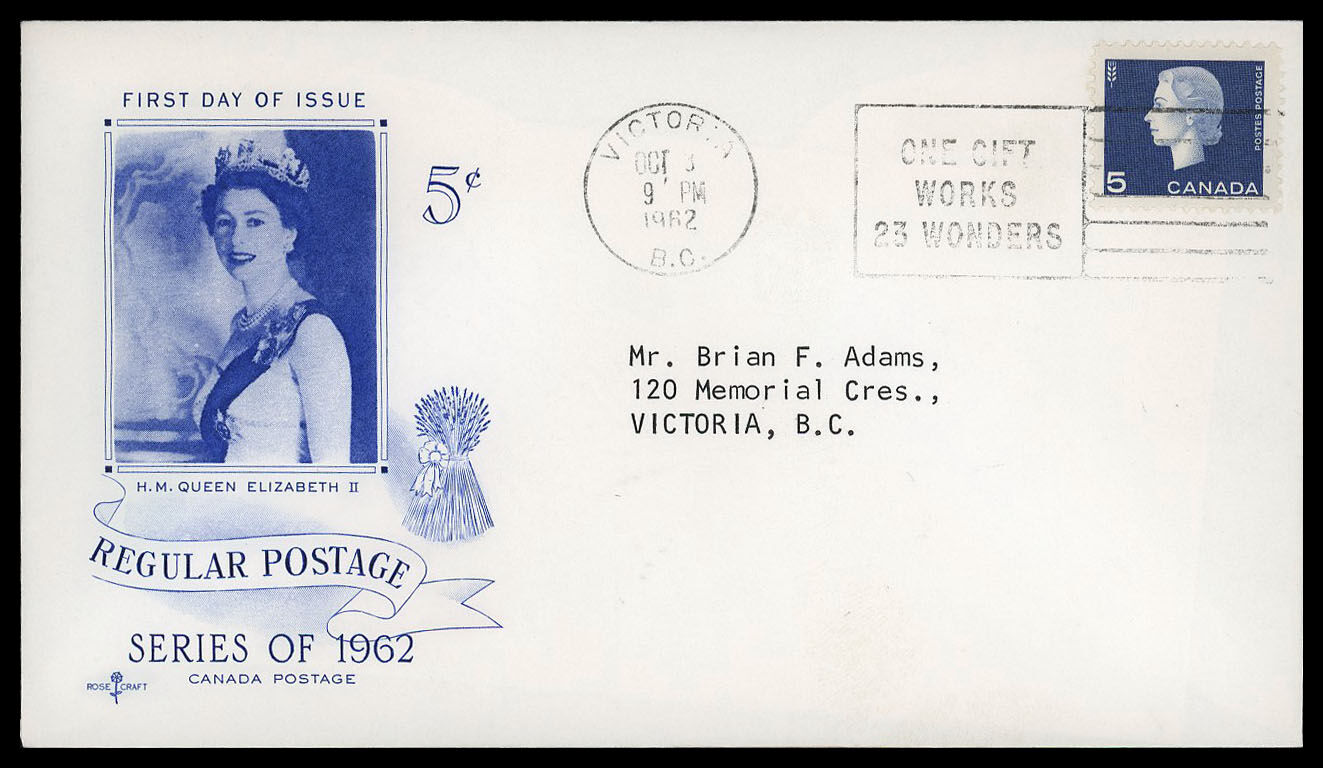 FIRST DAY OF ISSUE
5¢
H.M. QUEEN ELIZABETH II
REGULAR POSTAGE
SERIES OF 1962
CANADA POSTAGE
ROSE CRAFT
VICTORIA
OCT 3
9 PM
1962
B.C.
ONE GIFT
WORKS
23 WONDERS
POSTES POSTAGE
5 CANADA
Mr. Brian F. Adams,
120 Memorial Cres.,
VICTORIA, B.C.